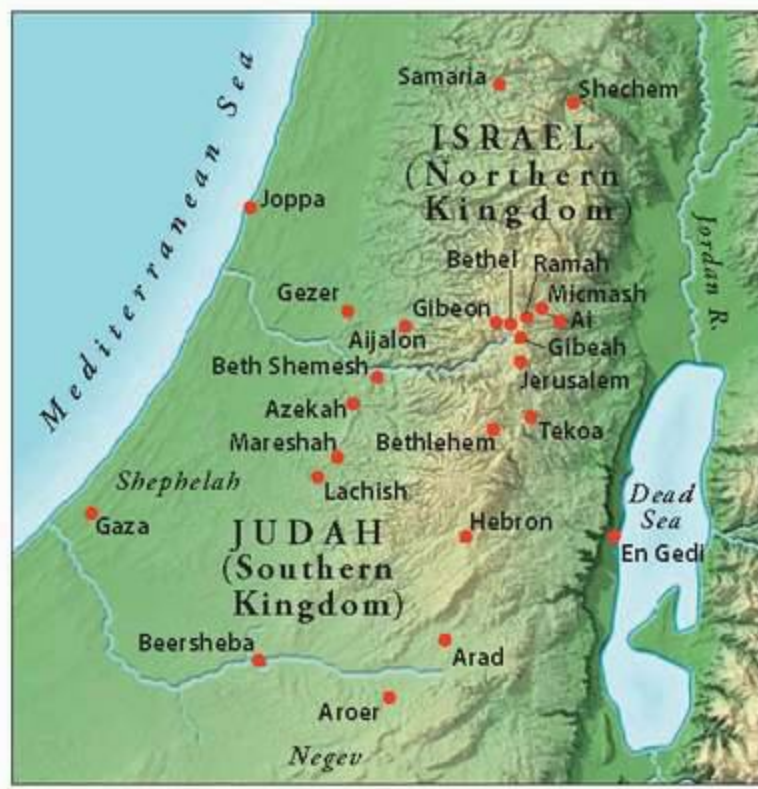 Mediterranean Sea
Samaria
Shechem
ISRAEL
(Northern
Kingdom)
Joppa
Jordan R.
Bethel
Ramah
Gezer
Gibeon
Micmash
Ai
Aijalon
Gibeah
Beth Shemesh
Jerusalem
Azekah
Mareshah
Bethlehem
Tekoa
Shephelah
Lachish
Dead
Sea
Gaza
JUDAH
(Southern
Kingdom)
Hebron
En Gedi
Beersheba
Arad
Aroer
Negev